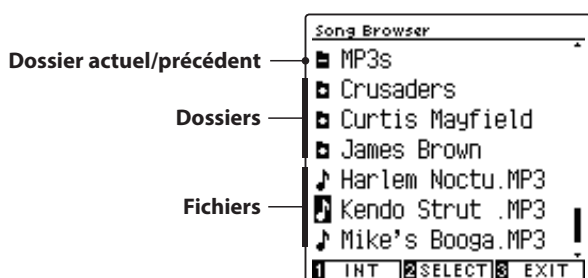 Song Browser
Dossier actuel/précédent
MP3s
Dossiers
Crusaders
Curtis Mayfield
James Brown
Fichiers
Harlem Noctu.MP3
Kendo Strut .MP3
Mike's Booga.MP3
1 INT 2 SELECT 3 EXIT